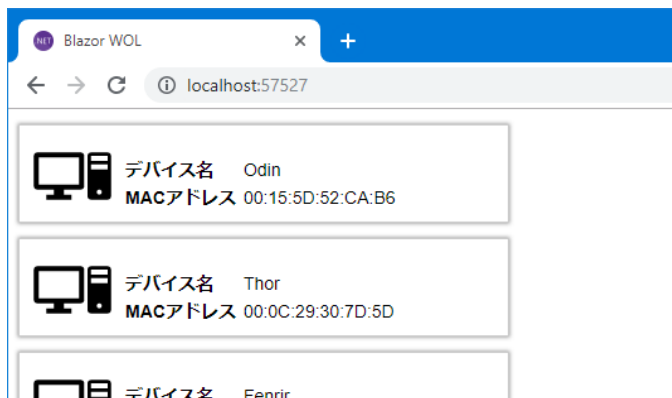 NET Blazor WOL
localhost:57527
デバイス名 Odin
MACアドレス 00:15:5D:52:CA:B6
デバイス名 Thor
MACアドレス 00:0C:29:30:7D:5D
デバイス名 Fenrir